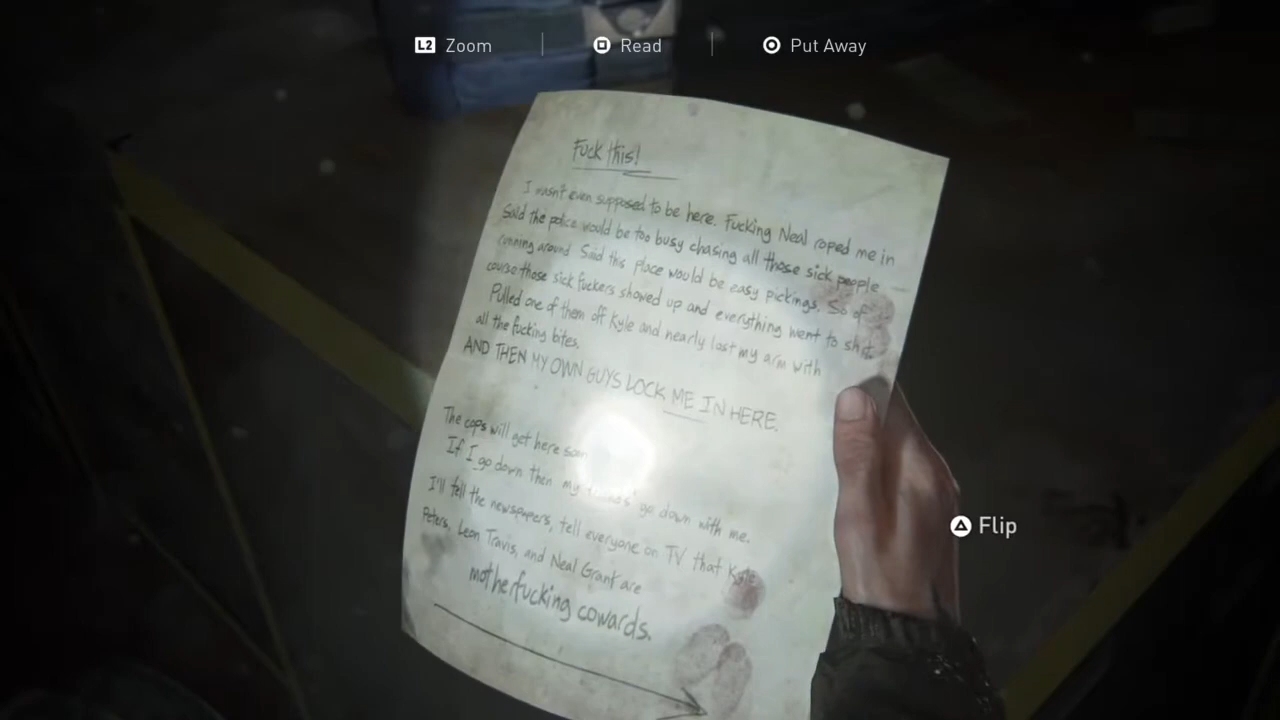 L2 Zoom | Read | Put Away
Fuck this!
I wasn't even supposed to be here. Fucking Neal roped me in
Said the police would be too busy chasing all those sick people
running around. Said this place would be easy pickings. So of
course those sick fuckers showed up and everything went to shit.
Pulled one of them off Kyle and nearly lost my arm with
all the fucking bites.
AND THEN MY OWN GUYS LOCK ME IN HERE.
The cops will get here soon
If I go down then my go down with me.
I'll tell the newspapers, tell everyone on TV that Kyle
Peters, Leon Travis, and Neal Grant are
motherfucking cowards.
Flip